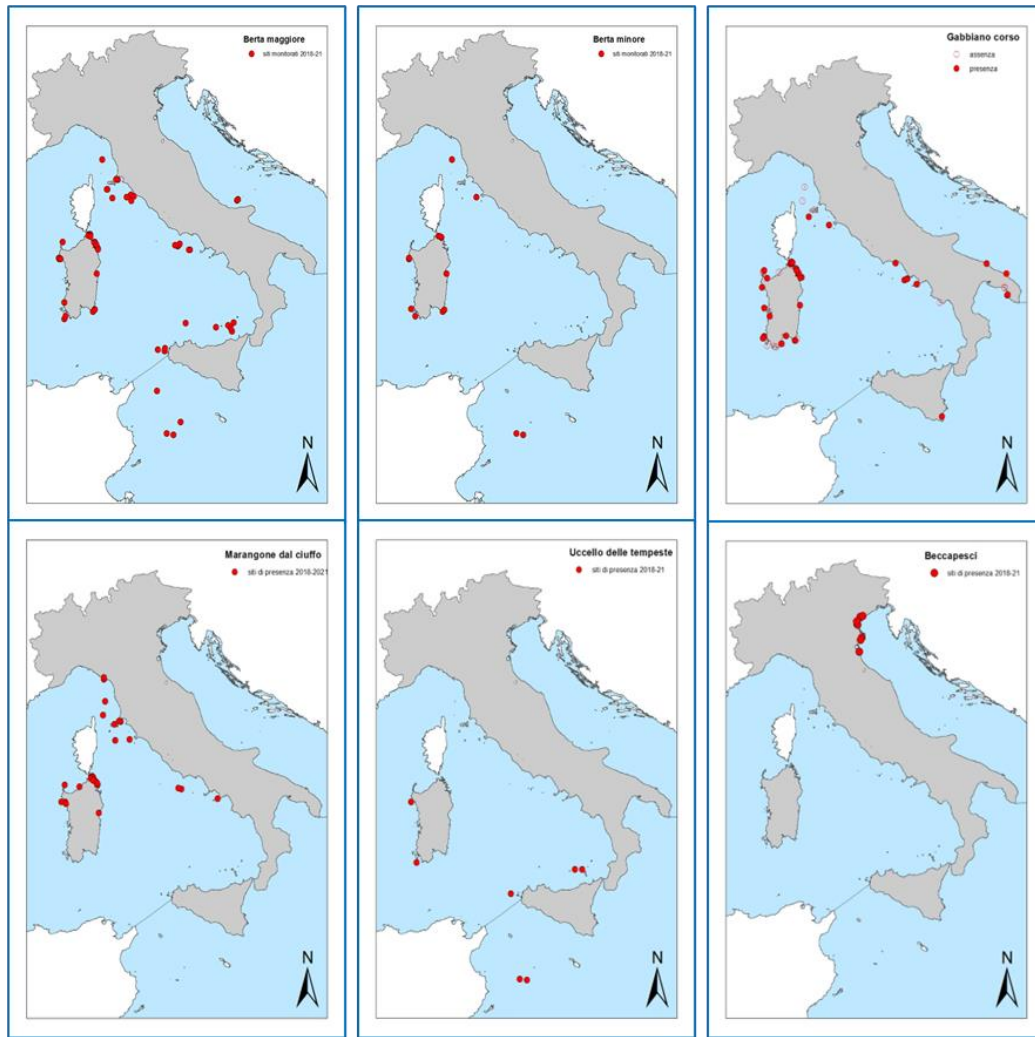 Berta maggiore
siti monitorati 2018-21
N
Berta minore
siti monitorati 2018-21
N
Gabbiano corso
assenza
presenza
N
Marangone dal ciuffo
siti di presenza 2018-2021
N
Uccello delle tempeste
siti di presenza 2018-21
N
Beccapesci
siti di presenza 2018-21
N